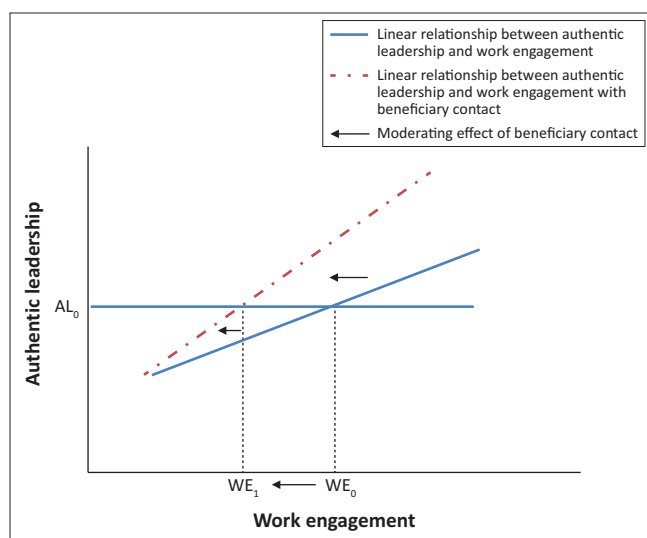 Linear relationship between authentic
leadership and work engagement
Linear relationship between authentic
leadership and work engagement with
beneficiary contact
Moderating effect of beneficiary contact
Authentic leadership
AL₀
WE₁
WE₀
Work engagement